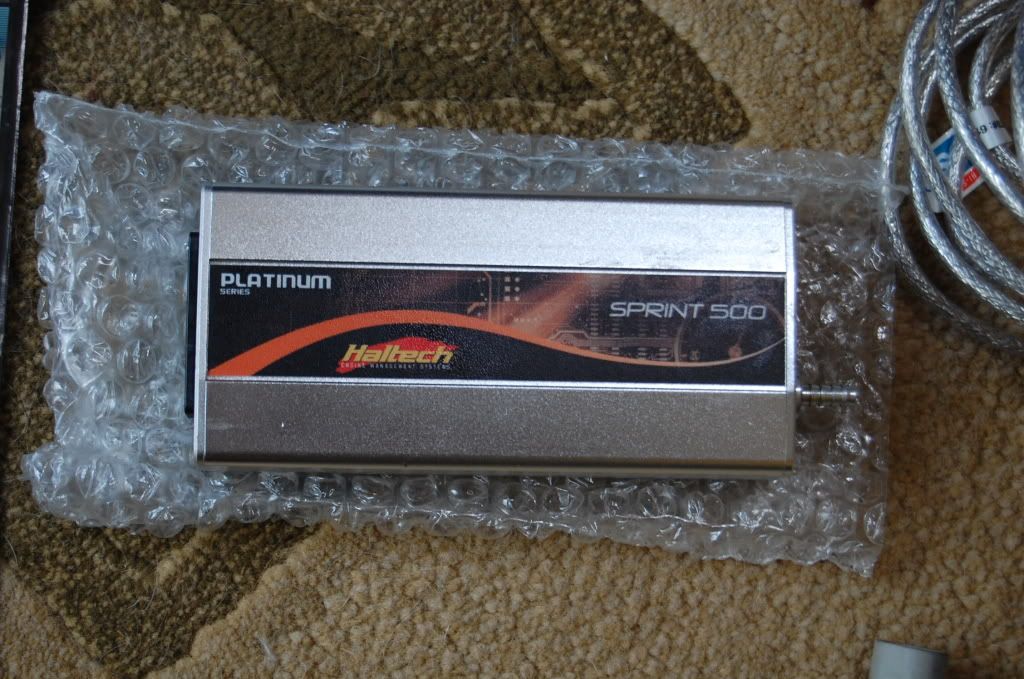 PLATINUM
SERIES
SPRINT 500
Haltech
ENGINE MANAGEMENT SYSTEMS